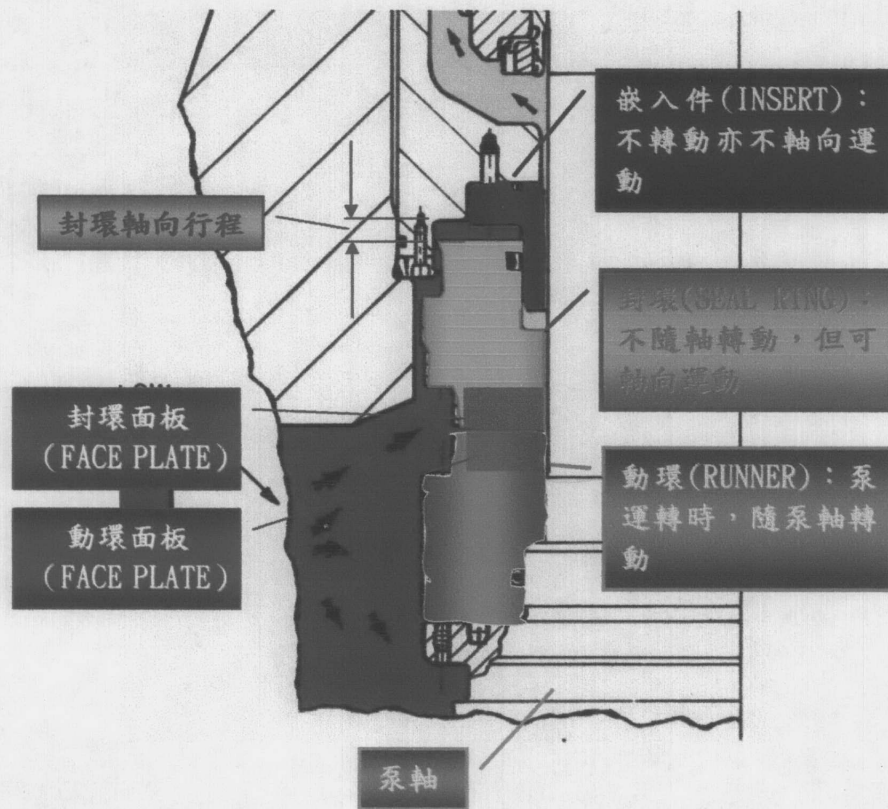 嵌入件(INSERT)：
不轉動亦不軸向運
動
封環軸向行程
封環(SEAL RING)：
不隨軸轉動，但可
軸向運動
封環面板
(FACE PLATE)
動環(RUNNER)：泵
運轉時，隨泵軸轉
動
動環面板
(FACE PLATE)
泵軸